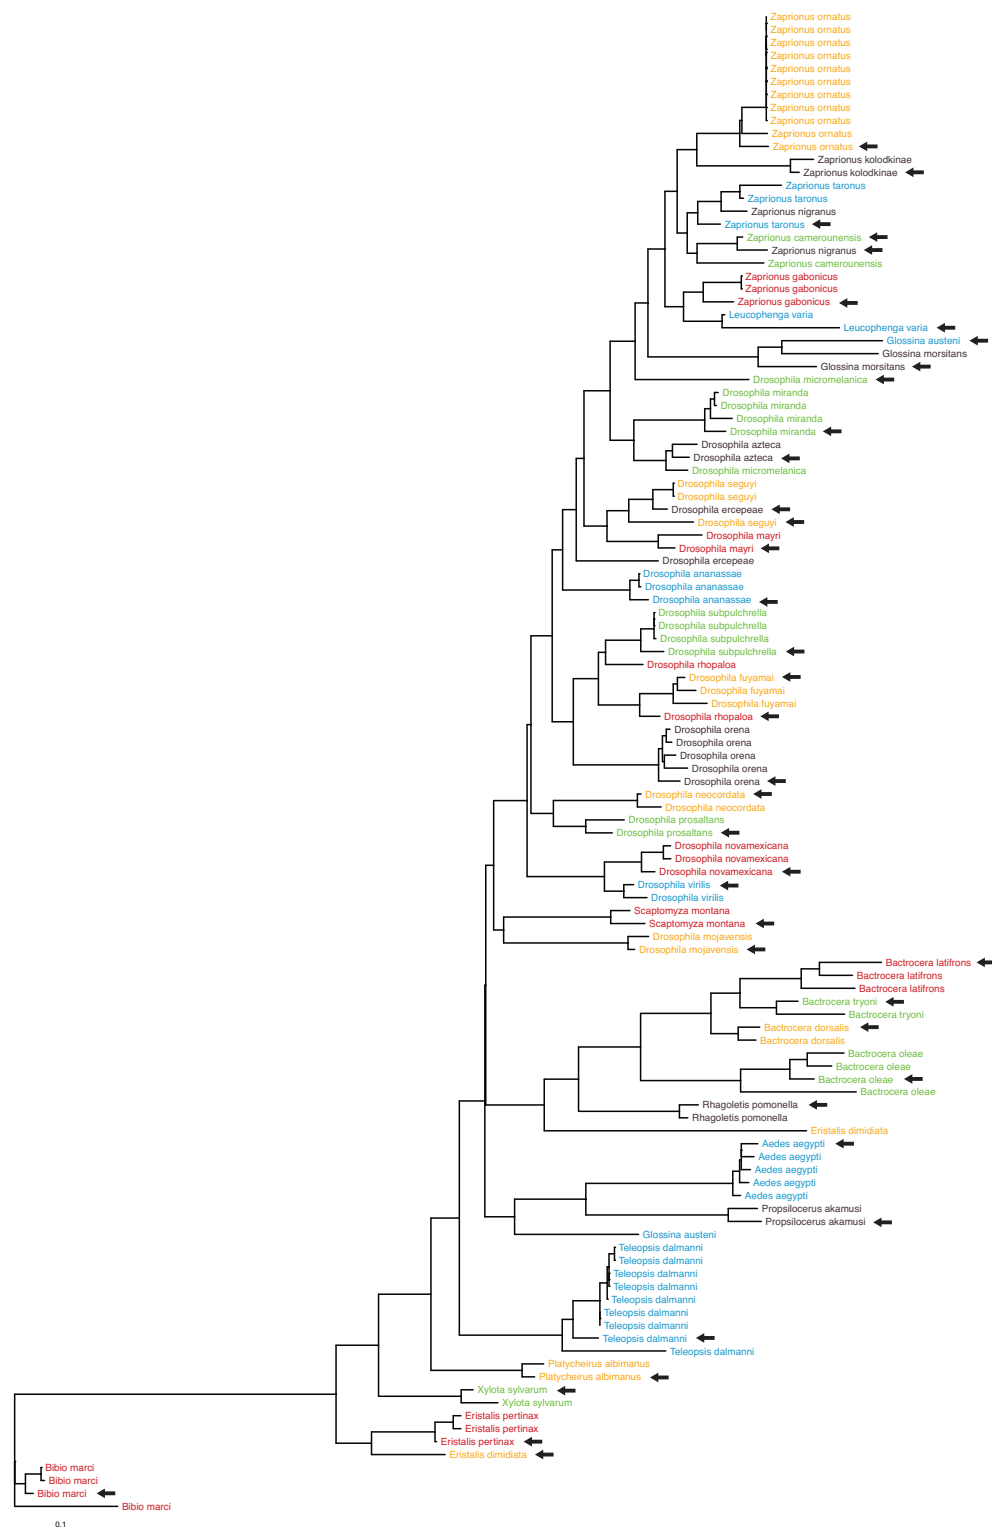 Zaprionus ornatus
Zaprionus ornatus
Zaprionus ornatus
Zaprionus ornatus
Zaprionus ornatus
Zaprionus ornatus
Zaprionus ornatus
Zaprionus ornatus
Zaprionus ornatus
Zaprionus ornatus
Zaprionus ornatus
Zaprionus kolodkinae
Zaprionus kolodkinae
Zaprionus taronus
Zaprionus taronus
Zaprionus nigranus
Zaprionus taronus
Zaprionus camerounensis
Zaprionus nigranus
Zaprionus camerounensis
Zaprionus gabonicus
Zaprionus gabonicus
Zaprionus gabonicus
Leucophenga varia
Leucophenga varia
Glossina austeni
Glossina morsitans
Glossina morsitans
Drosophila micromelanica
Drosophila miranda
Drosophila miranda
Drosophila miranda
Drosophila miranda
Drosophila azteca
Drosophila azteca
Drosophila micromelanica
Drosophila seguyi
Drosophila seguyi
Drosophila ercepeae
Drosophila seguyi
Drosophila mayri
Drosophila mayri
Drosophila ercepeae
Drosophila ananassae
Drosophila ananassae
Drosophila ananassae
Drosophila subpulchrella
Drosophila subpulchrella
Drosophila subpulchrella
Drosophila subpulchrella
Drosophila rhopaloa
Drosophila fuyamai
Drosophila fuyamai
Drosophila fuyamai
Drosophila rhopaloa
Drosophila orena
Drosophila orena
Drosophila orena
Drosophila orena
Drosophila orena
Drosophila neocordata
Drosophila neocordata
Drosophila prosaltans
Drosophila prosaltans
Drosophila novamexicana
Drosophila novamexicana
Drosophila novamexicana
Drosophila virilis
Drosophila virilis
Scaptomyza montana
Scaptomyza montana
Drosophila mojavensis
Drosophila mojavensis
Bactrocera latifrons
Bactrocera latifrons
Bactrocera latifrons
Bactrocera tryoni
Bactrocera tryoni
Bactrocera dorsalis
Bactrocera dorsalis
Bactrocera oleae
Bactrocera oleae
Bactrocera oleae
Bactrocera oleae
Rhagoletis pomonella
Rhagoletis pomonella
Eristalis dimidiata
Aedes aegypti
Aedes aegypti
Aedes aegypti
Aedes aegypti
Aedes aegypti
Propsilocerus akamusi
Propsilocerus akamusi
Glossina austeni
Teleopsis dalmanni
Teleopsis dalmanni
Teleopsis dalmanni
Teleopsis dalmanni
Teleopsis dalmanni
Teleopsis dalmanni
Teleopsis dalmanni
Teleopsis dalmanni
Teleopsis dalmanni
Platycheirus albimanus
Platycheirus albimanus
Xylota sylvarum
Xylota sylvarum
Eristalis pertinax
Eristalis pertinax
Eristalis pertinax
Eristalis dimidiata
Bibio marci
Bibio marci
Bibio marci
Bibio marci
0.1